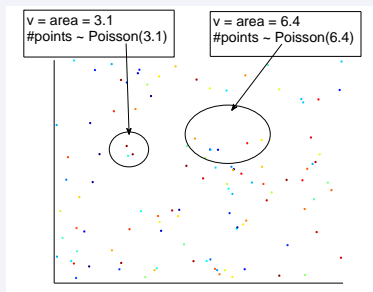 v = area = 3.1
#points ~ Poisson(3.1)
v = area = 6.4
#points ~ Poisson(6.4)